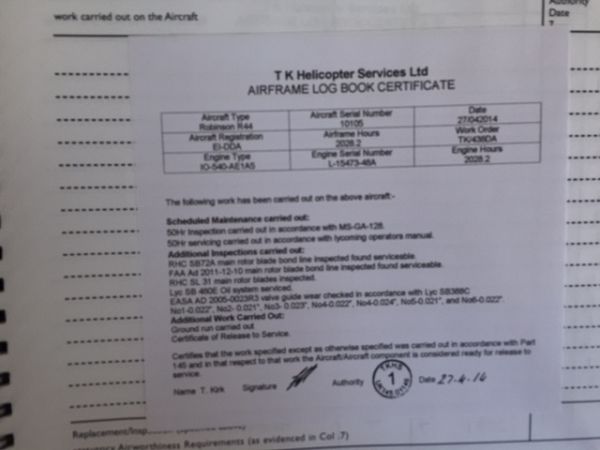 work carried out on the Aircraft
Authority
Date
7
T K Helicopter Services Ltd
AIRFRAME LOG BOOK CERTIFICATE
Aircraft Type Aircraft Serial Number Date
Robinson R44 10105 27/042014
Aircraft Registration Airframe Hours Work Order
EI-DDA 2028.2 TK/438DA
Engine Type Engine Serial Number Engine Hours
IO-540-AE1A5 L-15473-48A 2028.2
The following work has been carried out on the above aircraft:-
Scheduled Maintenance carried out:
50Hr Inspection carried out in accordance with MS-GA-128.
50Hr servicing carried out in accordance with lycoming operators manual.
Additional Inspections carried out:
RHC SB72A main rotor blade bond line inspected found serviceable.
FAA Ad 2011-12-10 main rotor blade bond line inspected found serviceable.
RHC SL 31 main rotor blades inspected.
Lyc SB 480E Oil system serviced.
EASA AD 2005-0023R3 valve guide wear checked in accordance with Lyc SB388C
No1-0.022", No2- 0.021", No3- 0.023", No4-0.022", No4-0.024", No5-0.021", and No6-0.022".
Additional Work Carried Out:
Ground run carried out
Certificate of Release to Service.
Certifies that the work specified except as otherwise specified was carried out in accordance with Part
145 and in that respect to that work the Aircraft/Aircraft component is considered ready for release to
service.
Name T. Kirk Signature Authority TKHS 1 Date 27.4.14
Replacement/
Airworthiness Requirements (as evidenced in Col .7)